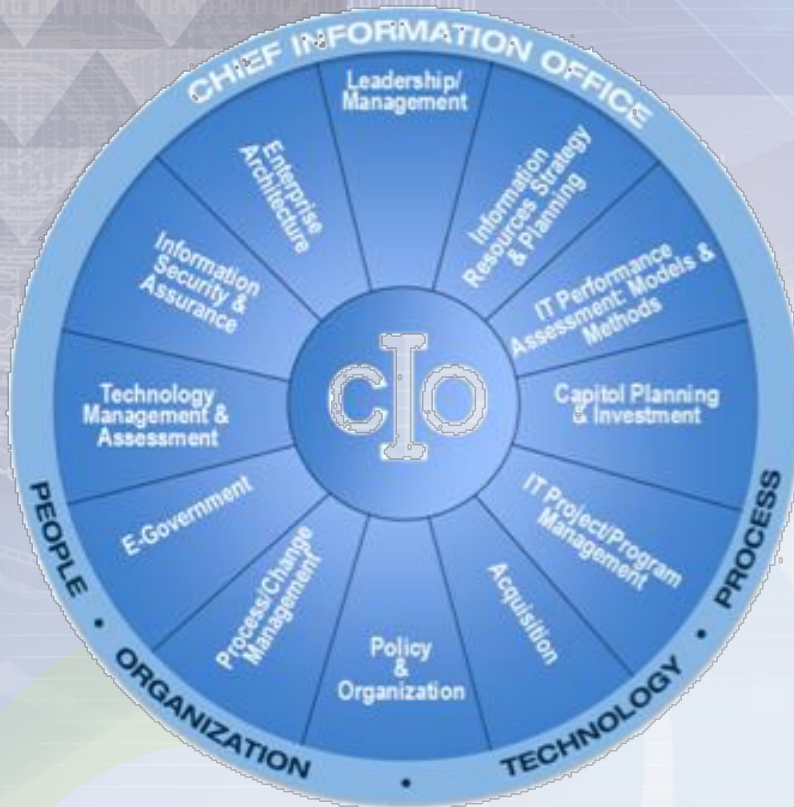 CHIEF INFORMATION OFFICE
Leadership/
Management
Information
Resources Strategy
& Planning
IT Performance
Assessment: Models &
Methods
Capitol Planning
& Investment
IT Project/Program
Management
Acquisition
Policy
&
Organization
Process/Change
Management
E-Government
Technology
Management &
Assessment
Information
Security &
Assurance
Enterprise
Architecture
cIo
PEOPLE • ORGANIZATION • TECHNOLOGY • PROCESS